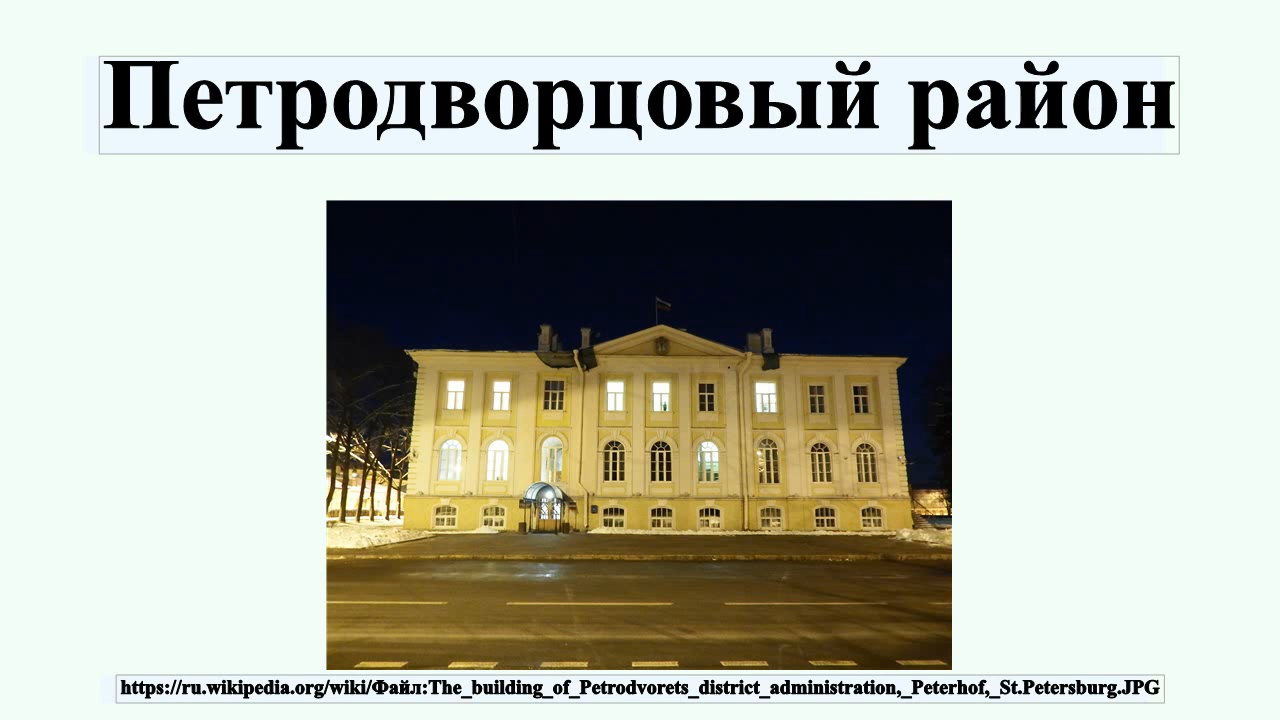 Петродворцовый район
https://ru.wikipedia.org/wiki/Файл:The_building_of_Petrodvorets_district_administration,_Peterhof,_St.Petersburg.JPG